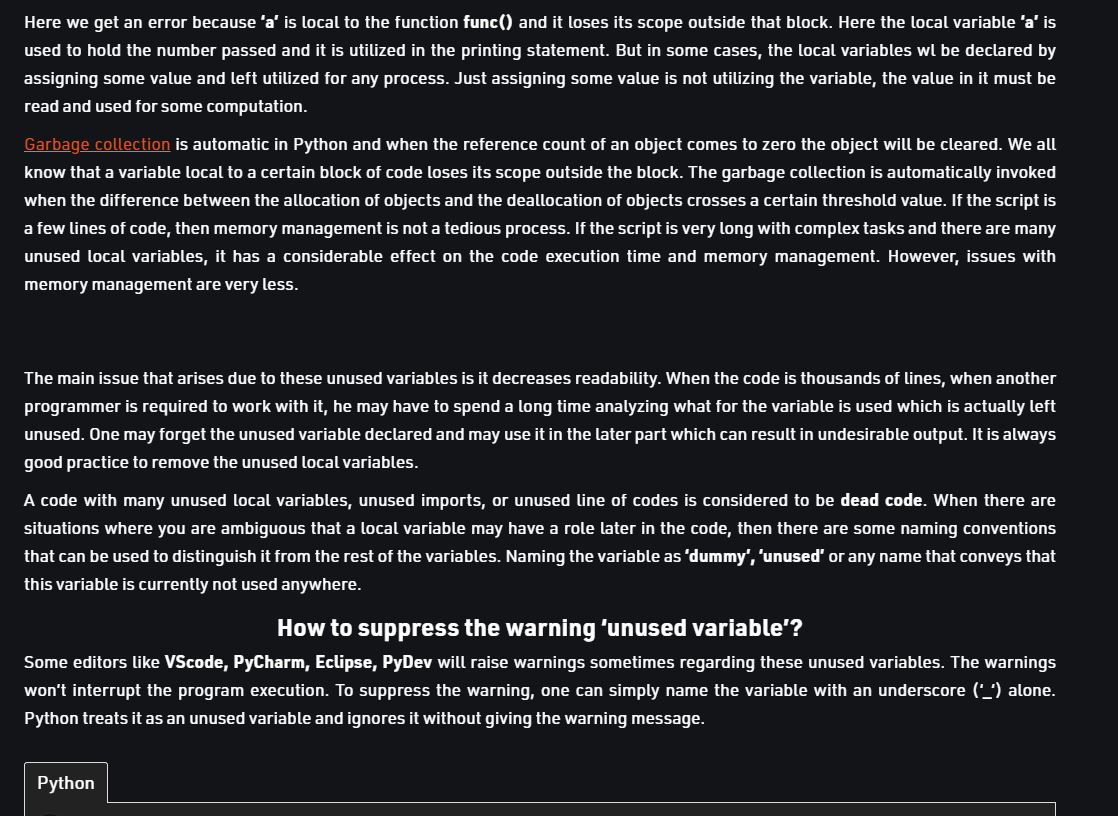 Here we get an error because ‘a’ is local to the function func() and it loses its scope outside that block. Here the local variable ‘a’ is
used to hold the number passed and it is utilized in the printing statement. But in some cases, the local variables wl be declared by
assigning some value and left utilized for any process. Just assigning some value is not utilizing the variable, the value in it must be
read and used for some computation.
Garbage collection is automatic in Python and when the reference count of an object comes to zero the object will be cleared. We all
know that a variable local to a certain block of code loses its scope outside the block. The garbage collection is automatically invoked
when the difference between the allocation of objects and the deallocation of objects crosses a certain threshold value. If the script is
a few lines of code, then memory management is not a tedious process. If the script is very long with complex tasks and there are many
unused local variables, it has a considerable effect on the code execution time and memory management. However, issues with
memory management are very less.
The main issue that arises due to these unused variables is it decreases readability. When the code is thousands of lines, when another
programmer is required to work with it, he may have to spend a long time analyzing what for the variable is used which is actually left
unused. One may forget the unused variable declared and may use it in the later part which can result in undesirable output. It is always
good practice to remove the unused local variables.
A code with many unused local variables, unused imports, or unused line of codes is considered to be dead code. When there are
situations where you are ambiguous that a local variable may have a role later in the code, then there are some naming conventions
that can be used to distinguish it from the rest of the variables. Naming the variable as ‘dummy’, ‘unused’ or any name that conveys that
this variable is currently not used anywhere.
How to suppress the warning ‘unused variable’?
Some editors like VScode, PyCharm, Eclipse, PyDev will raise warnings sometimes regarding these unused variables. The warnings
won’t interrupt the program execution. To suppress the warning, one can simply name the variable with an underscore (‘_‘) alone.
Python treats it as an unused variable and ignores it without giving the warning message.
Python